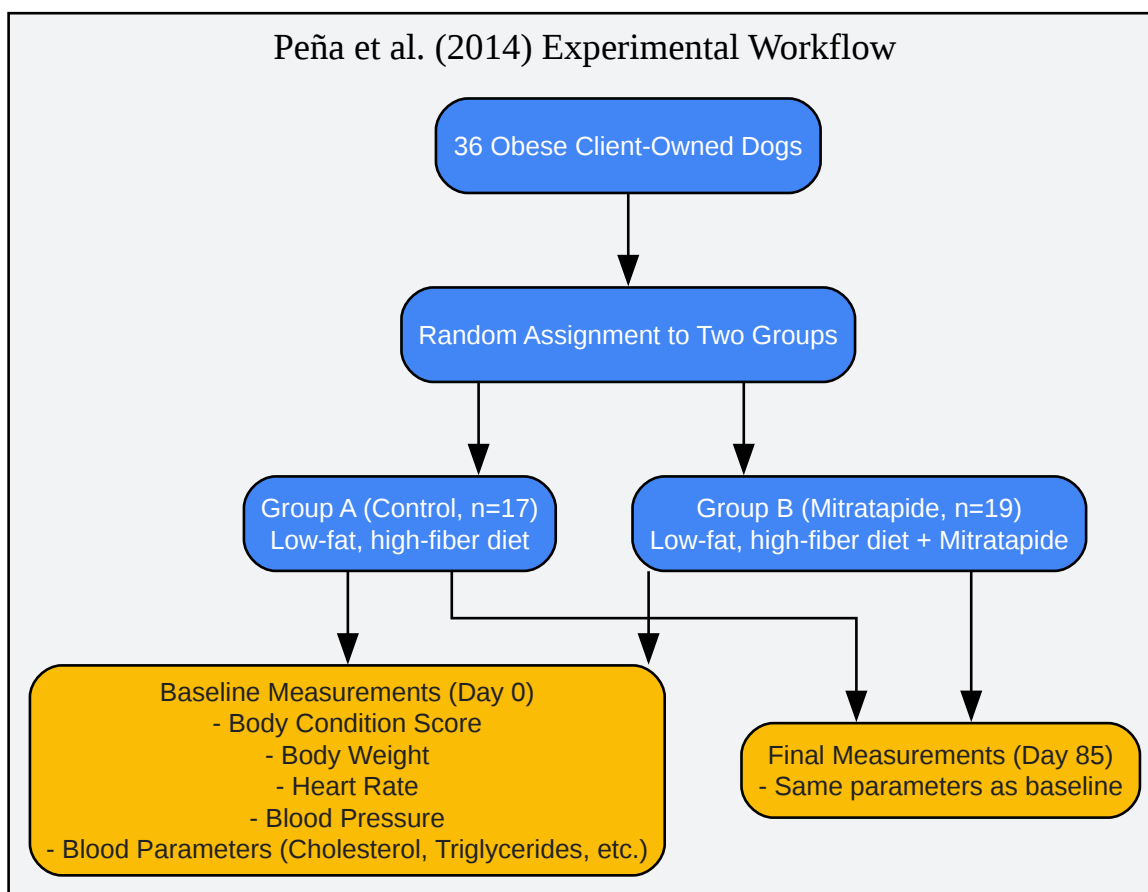 Peña et al. (2014) Experimental Workflow
36 Obese Client-Owned Dogs
Random Assignment to Two Groups
Group A (Control, n=17)
Low-fat, high-fiber diet
Group B (Mitratapide, n=19)
Low-fat, high-fiber diet + Mitratapide
Baseline Measurements (Day 0)
- Body Condition Score
- Body Weight
- Heart Rate
- Blood Pressure
- Blood Parameters (Cholesterol, Triglycerides, etc.)
Final Measurements (Day 85)
- Same parameters as baseline